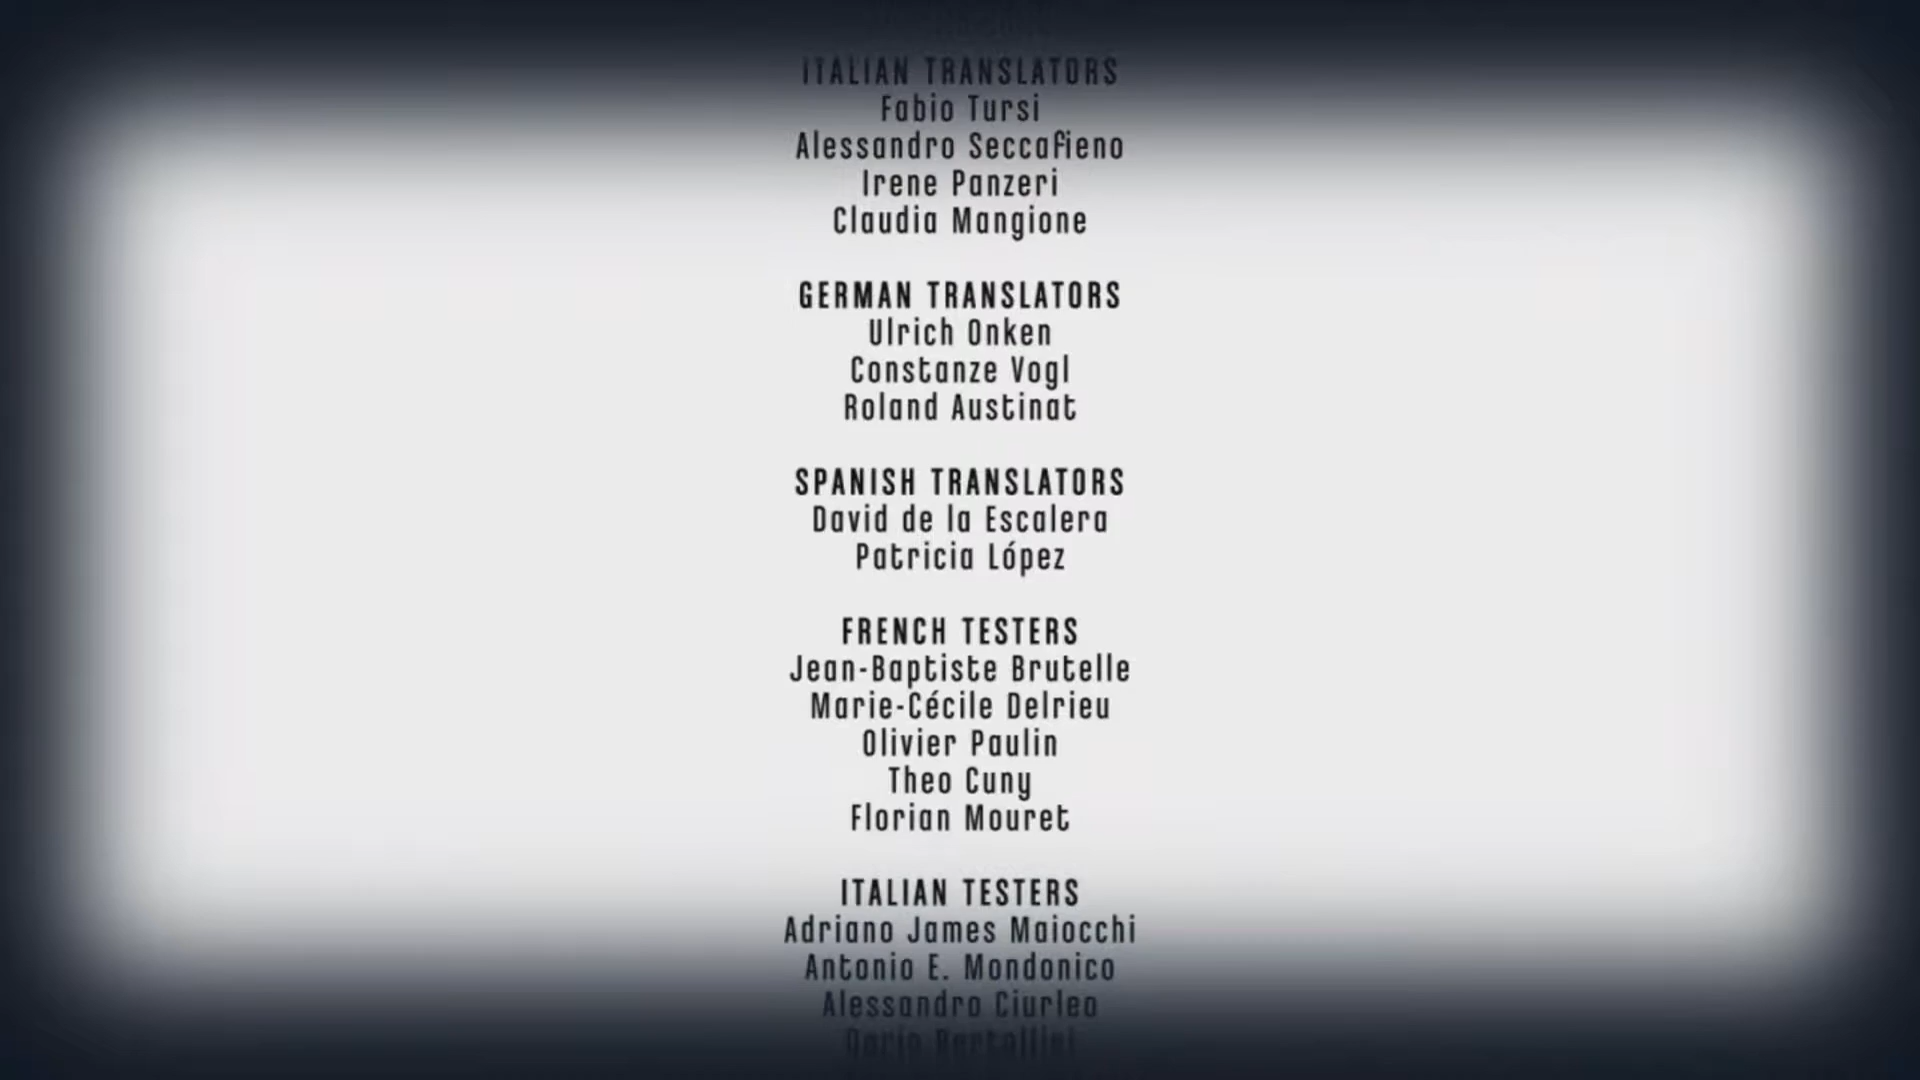 ITALIAN TRANSLATORS
Fabio Tursi
Alessandro Seccafieno
Irene Panzeri
Claudia Mangione
GERMAN TRANSLATORS
Ulrich Onken
Constanze Vogl
Roland Austinat
SPANISH TRANSLATORS
David de la Escalera
Patricia López
FRENCH TESTERS
Jean-Baptiste Brutelle
Marie-Cécile Delrieu
Olivier Paulin
Theo Cuny
Florian Mouret
ITALIAN TESTERS
Adriano James Maiocchi
Antonio E. Mondonico
Alessandro Ciurleo